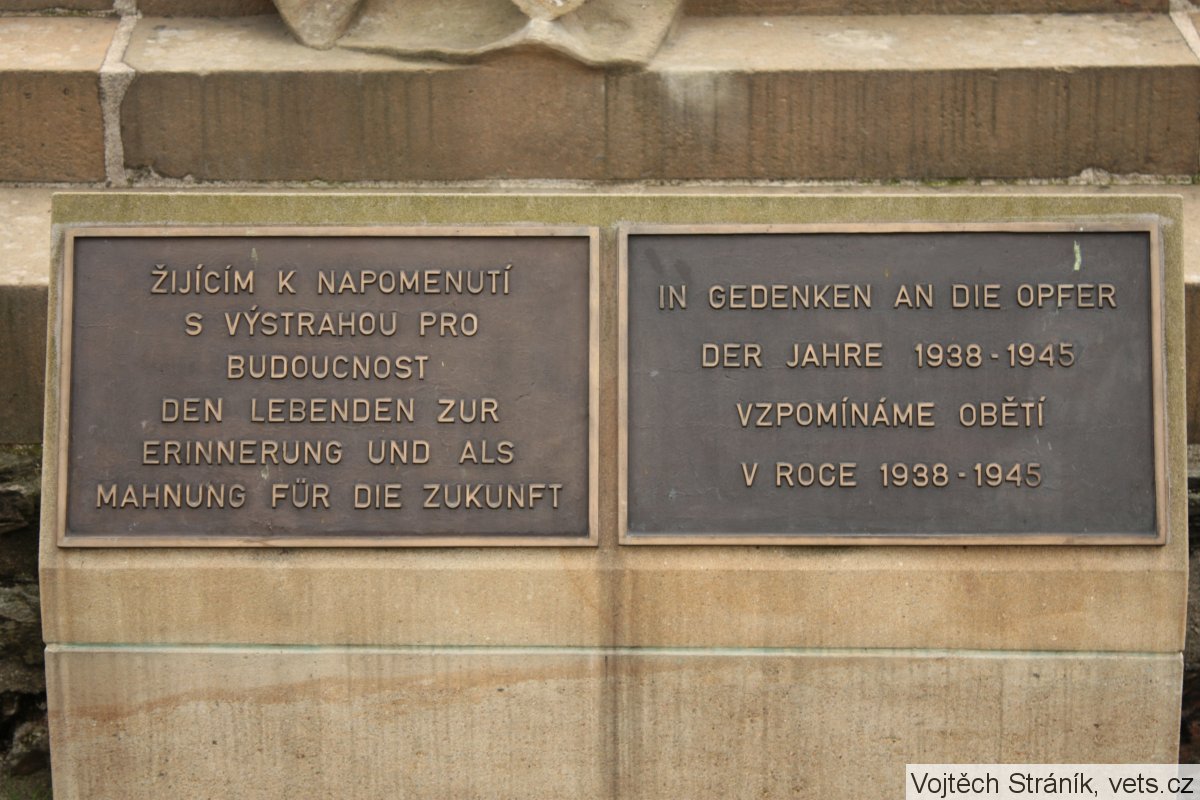 ŽIJÍCÍM K NAPOMENUTÍ
S VÝSTRAHOU PRO
BUDOUCNOST
DEN LEBENDEN ZUR
ERINNERUNG UND ALS
MAHNUNG FÜR DIE ZUKUNFT
IN GEDENKEN AN DIE OPFER
DER JAHRE 1938-1945
VZPOMÍNÁME OBĚTÍ
V ROCE 1938-1945
Vojtěch Stráník, vets.cz